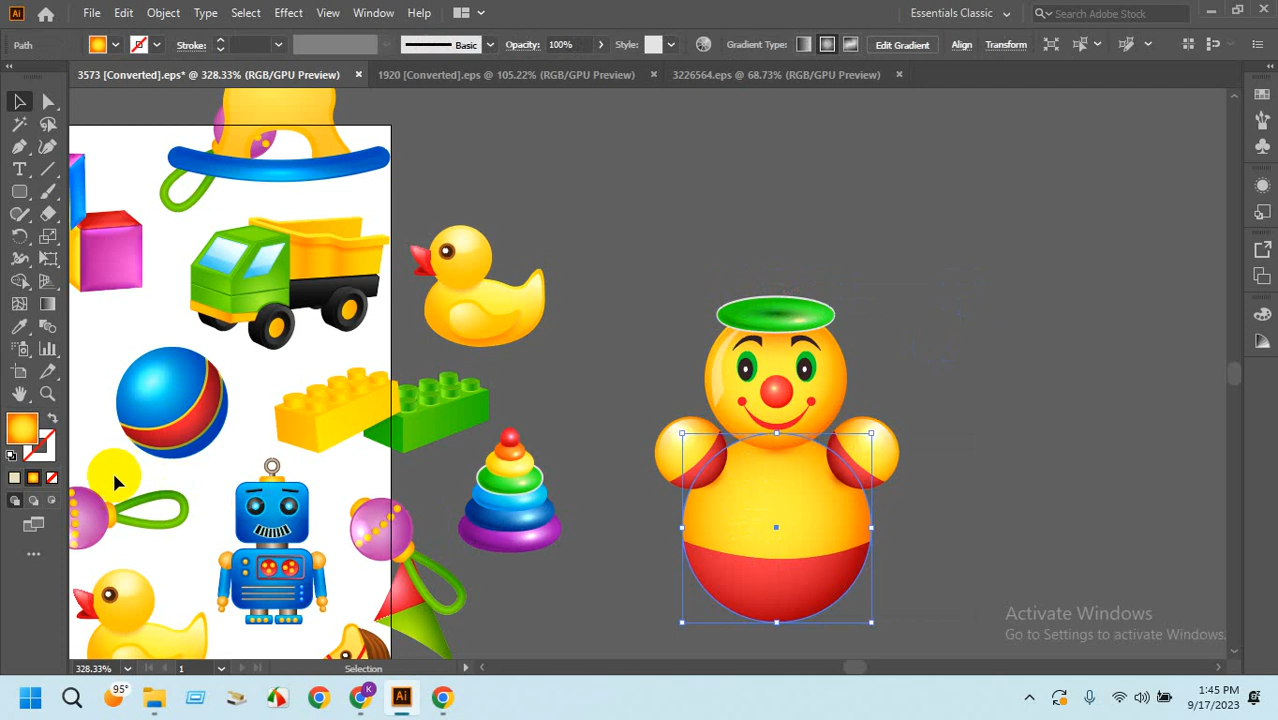 Ai File Edit Object Type Select Effect View Window Help Essentials Classic Search Adobe Stock
Path Stroke: Basic Opacity: 100% Style: Gradient Type: Edit Gradient Align Transform
3573 [Converted].eps* @ 328.33% (RGB/GPU Preview) 1920 [Converted].eps @ 105.22% (RGB/GPU Preview) 3226564.eps @ 68.73% (RGB/GPU Preview)
Activate Windows
Go to Settings to activate Windows.
328.33% 1 Selection
95° K Ai 1:45 PM
9/17/2023